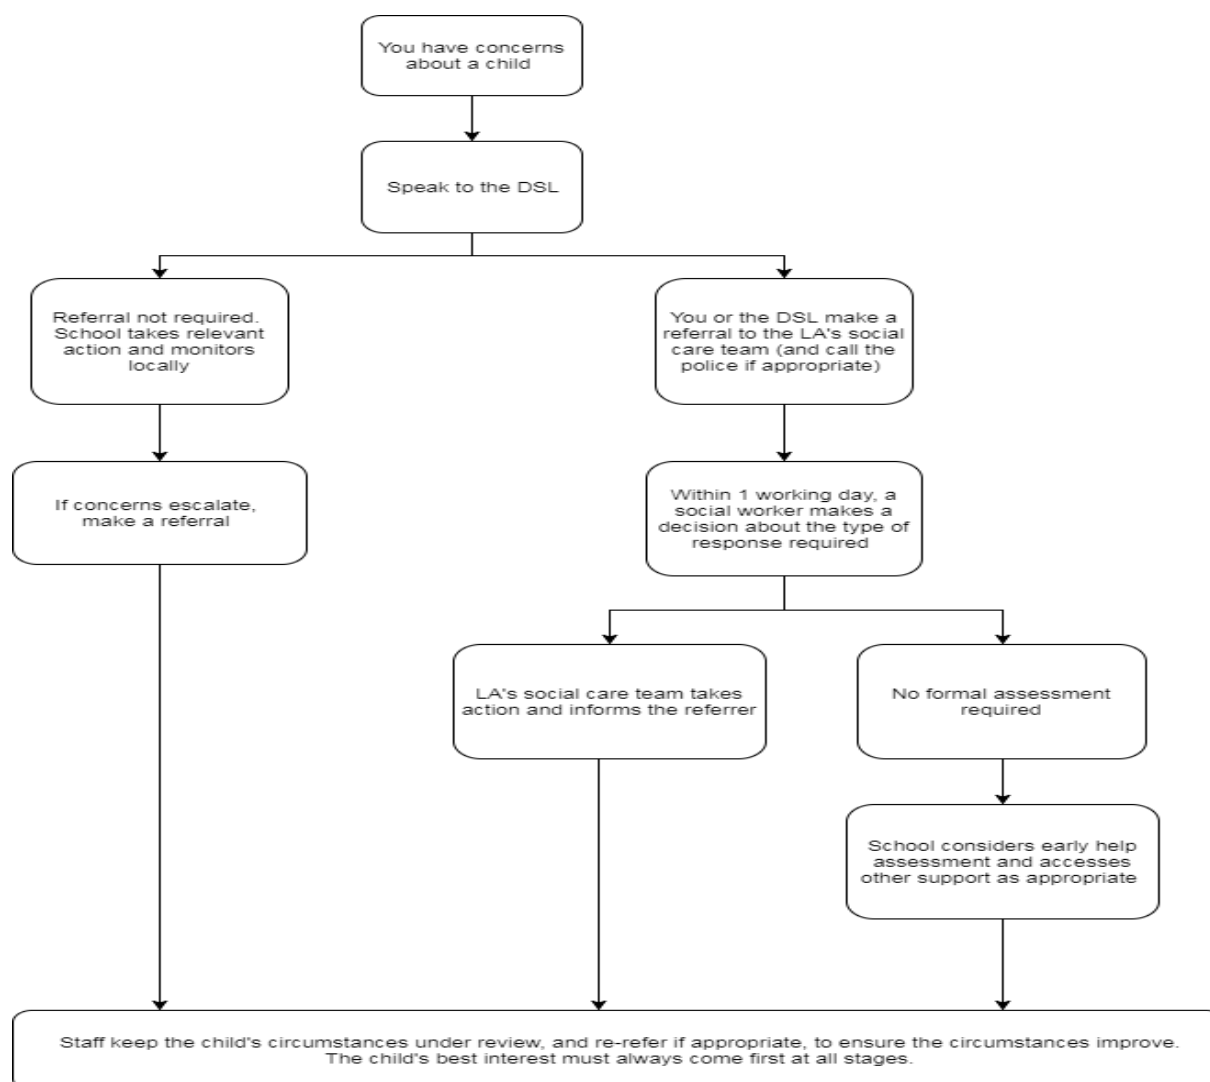 You have concerns
about a child
Speak to the DSL
Referral not required.
School takes relevant
action and monitors
locally
You or the DSL make a
referral to the LA's social
care team (and call the
police if appropriate)
If concerns escalate,
make a referral
Within 1 working day, a
social worker makes a
decision about the type of
response required
LA's social care team takes
action and informs the referrer
No formal assessment
required
School considers early help
assessment and accesses
other support as appropriate
Staff keep the child's circumstances under review, and re-refer if appropriate, to ensure the circumstances improve.
The child's best interest must always come first at all stages.